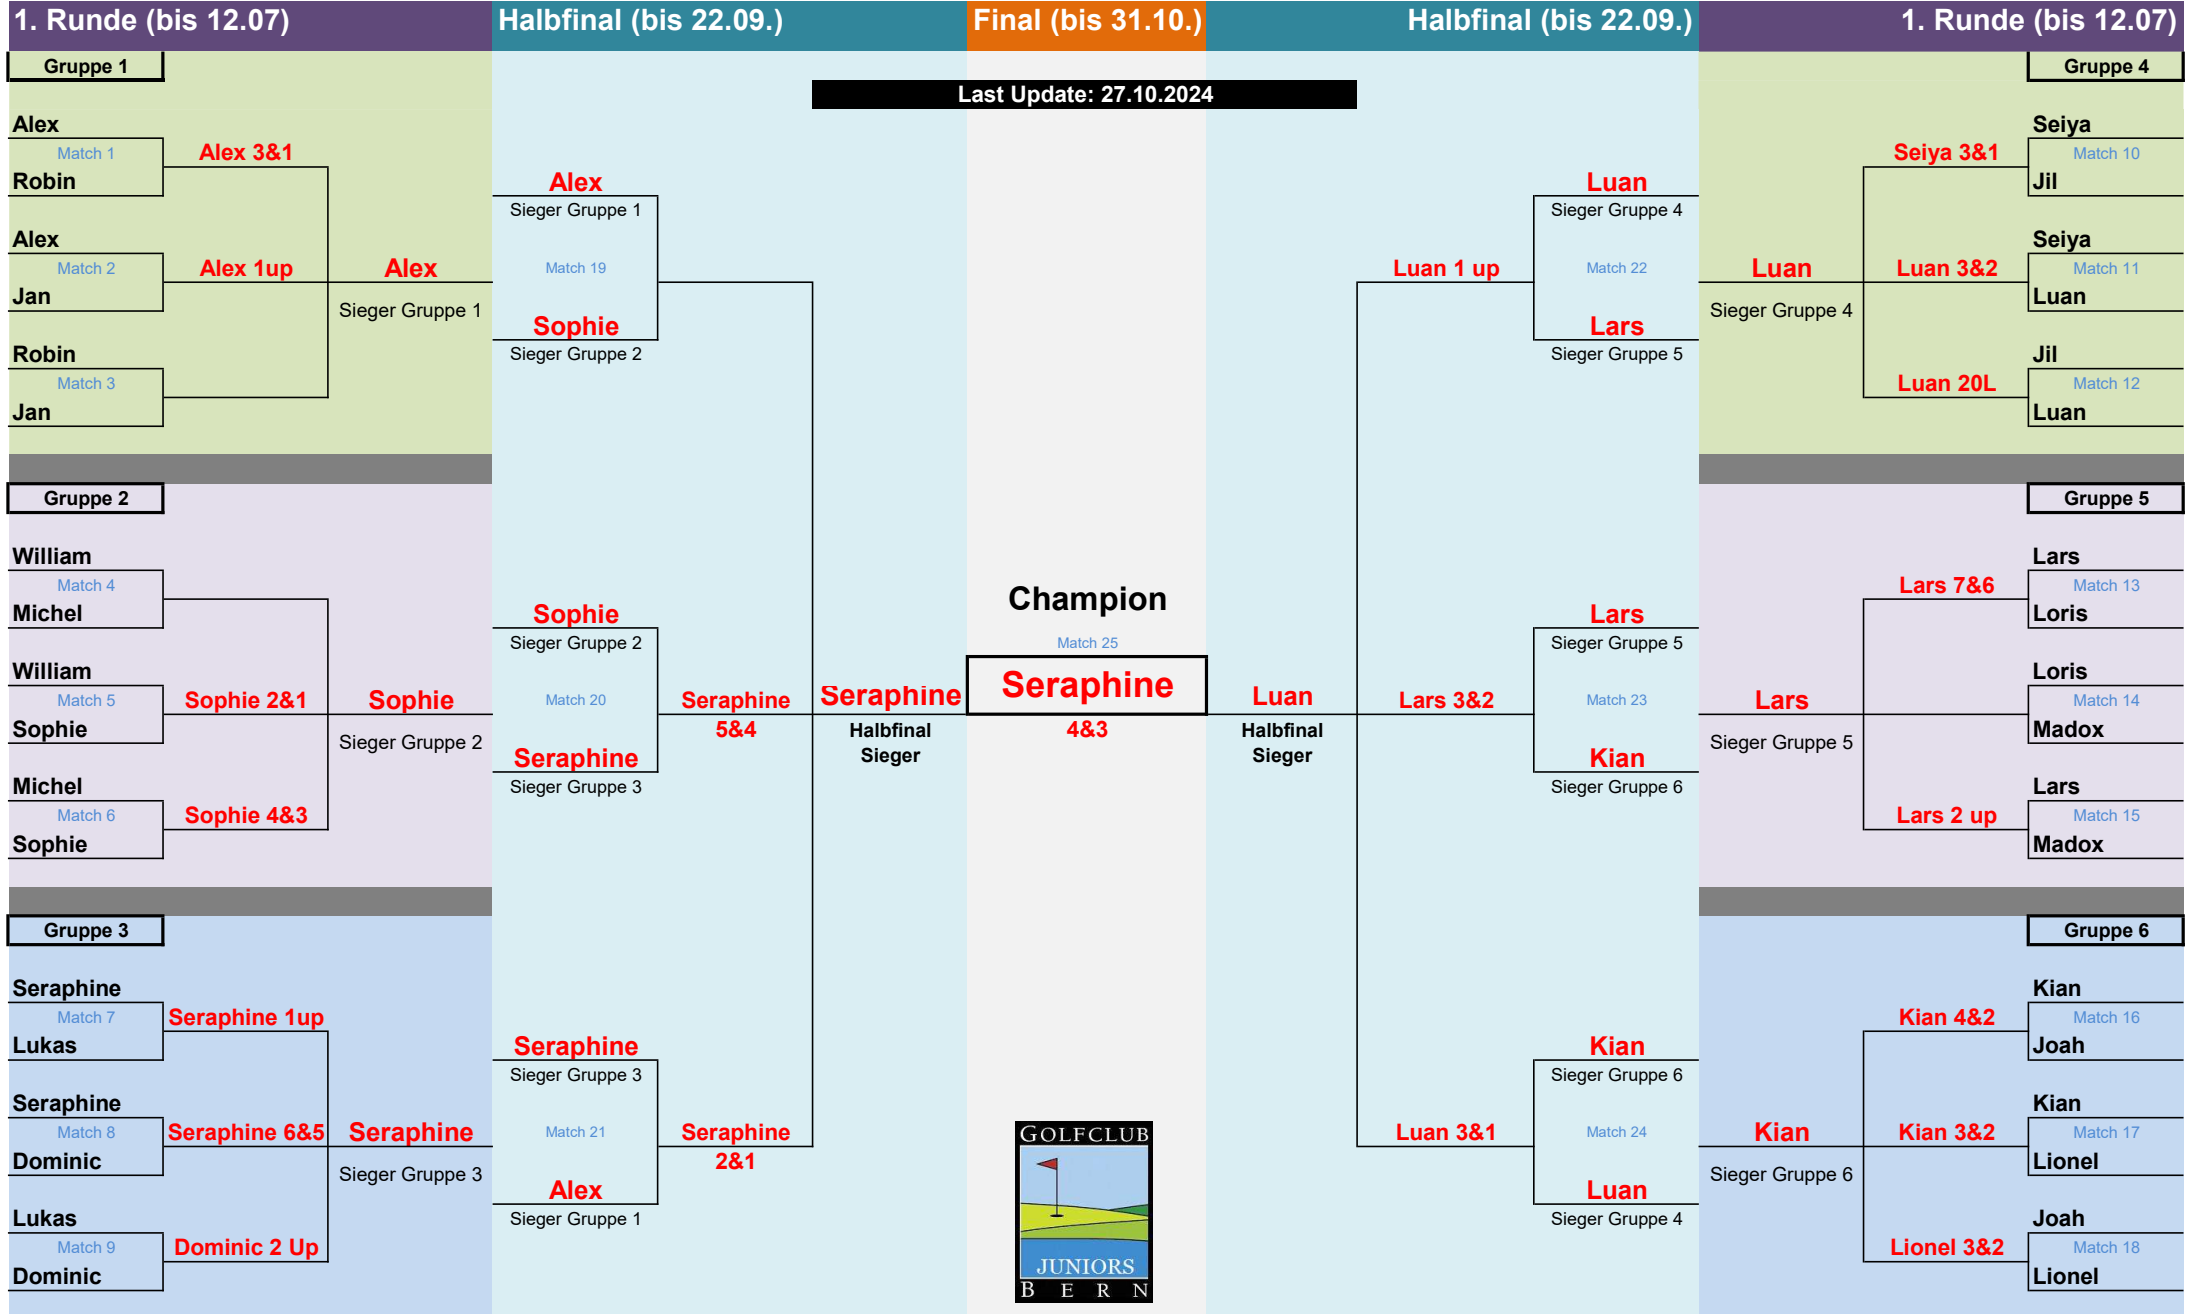 1. Runde (bis 12.07)
Halbfinal (bis 22.09.)
Final (bis 31.10.)
Halbfinal (bis 22.09.)
1. Runde (bis 12.07)
Last Update: 27.10.2024
Gruppe 1
Alex
Match 1
Robin
Alex 3&1
Alex
Match 2
Jan
Alex 1up
Robin
Match 3
Jan
Alex
Sieger Gruppe 1
Gruppe 2
William
Match 4
Michel
William
Match 5
Sophie
Sophie 2&1
Michel
Match 6
Sophie
Sophie 4&3
Sophie
Sieger Gruppe 2
Gruppe 3
Seraphine
Match 7
Lukas
Seraphine 1up
Seraphine
Match 8
Dominic
Seraphine 6&5
Lukas
Match 9
Dominic
Dominic 2 Up
Seraphine
Sieger Gruppe 3
Alex
Sieger Gruppe 1
Match 19
Sophie
Sieger Gruppe 2
Sophie
Sieger Gruppe 2
Match 20
Seraphine
Sieger Gruppe 3
Seraphine
5&4
Seraphine
Sieger Gruppe 3
Match 21
Alex
Sieger Gruppe 1
Seraphine
2&1
Seraphine
Halbfinal
Sieger
Champion
Match 25
Seraphine
4&3
GOLFCLUB
JUNIORS
BERN
Luan
Halbfinal
Sieger
Luan 1 up
Luan
Sieger Gruppe 4
Match 22
Lars
Sieger Gruppe 5
Lars 3&2
Lars
Sieger Gruppe 5
Match 23
Kian
Sieger Gruppe 6
Luan 3&1
Kian
Sieger Gruppe 6
Match 24
Luan
Sieger Gruppe 4
Gruppe 4
Seiya
Match 10
Jil
Seiya 3&1
Seiya
Match 11
Luan
Luan 3&2
Jil
Match 12
Luan
Luan 20L
Luan
Sieger Gruppe 4
Gruppe 5
Lars
Match 13
Loris
Lars 7&6
Loris
Match 14
Madox
Lars
Match 15
Madox
Lars 2 up
Lars
Sieger Gruppe 5
Gruppe 6
Kian
Match 16
Joah
Kian 4&2
Kian
Match 17
Lionel
Kian 3&2
Joah
Match 18
Lionel
Lionel 3&2
Kian
Sieger Gruppe 6